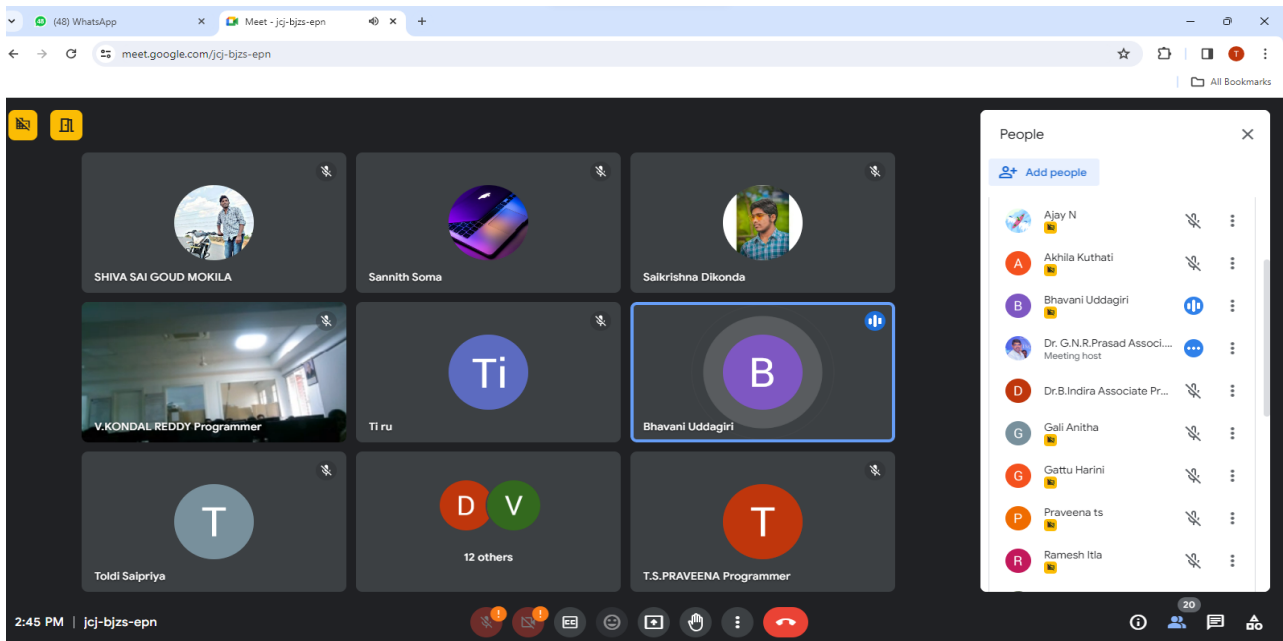 (48) WhatsApp
Meet - jcj-bjzs-epn
meet.google.com/jcj-bjzs-epn
T
All Bookmarks
SHIVA SAI GOUD MOKILA
Sannith Soma
Saikrishna Dikonda
V.KONDAL REDDY Programmer
Ti
Ti ru
B
Bhavani Uddagiri
T
Toldi Saipriya
D V
12 others
T
T.S.PRAVEENA Programmer
People
Add people
Ajay N
A Akhila Kuthati
B Bhavani Uddagiri
Dr. G.N.R.Prasad Associ....
Meeting host
D Dr.B.Indira Associate Pr...
G Gali Anitha
G Gattu Harini
P Praveena ts
R Ramesh Itla
2:45 PM | jcj-bjzs-epn
CC
20